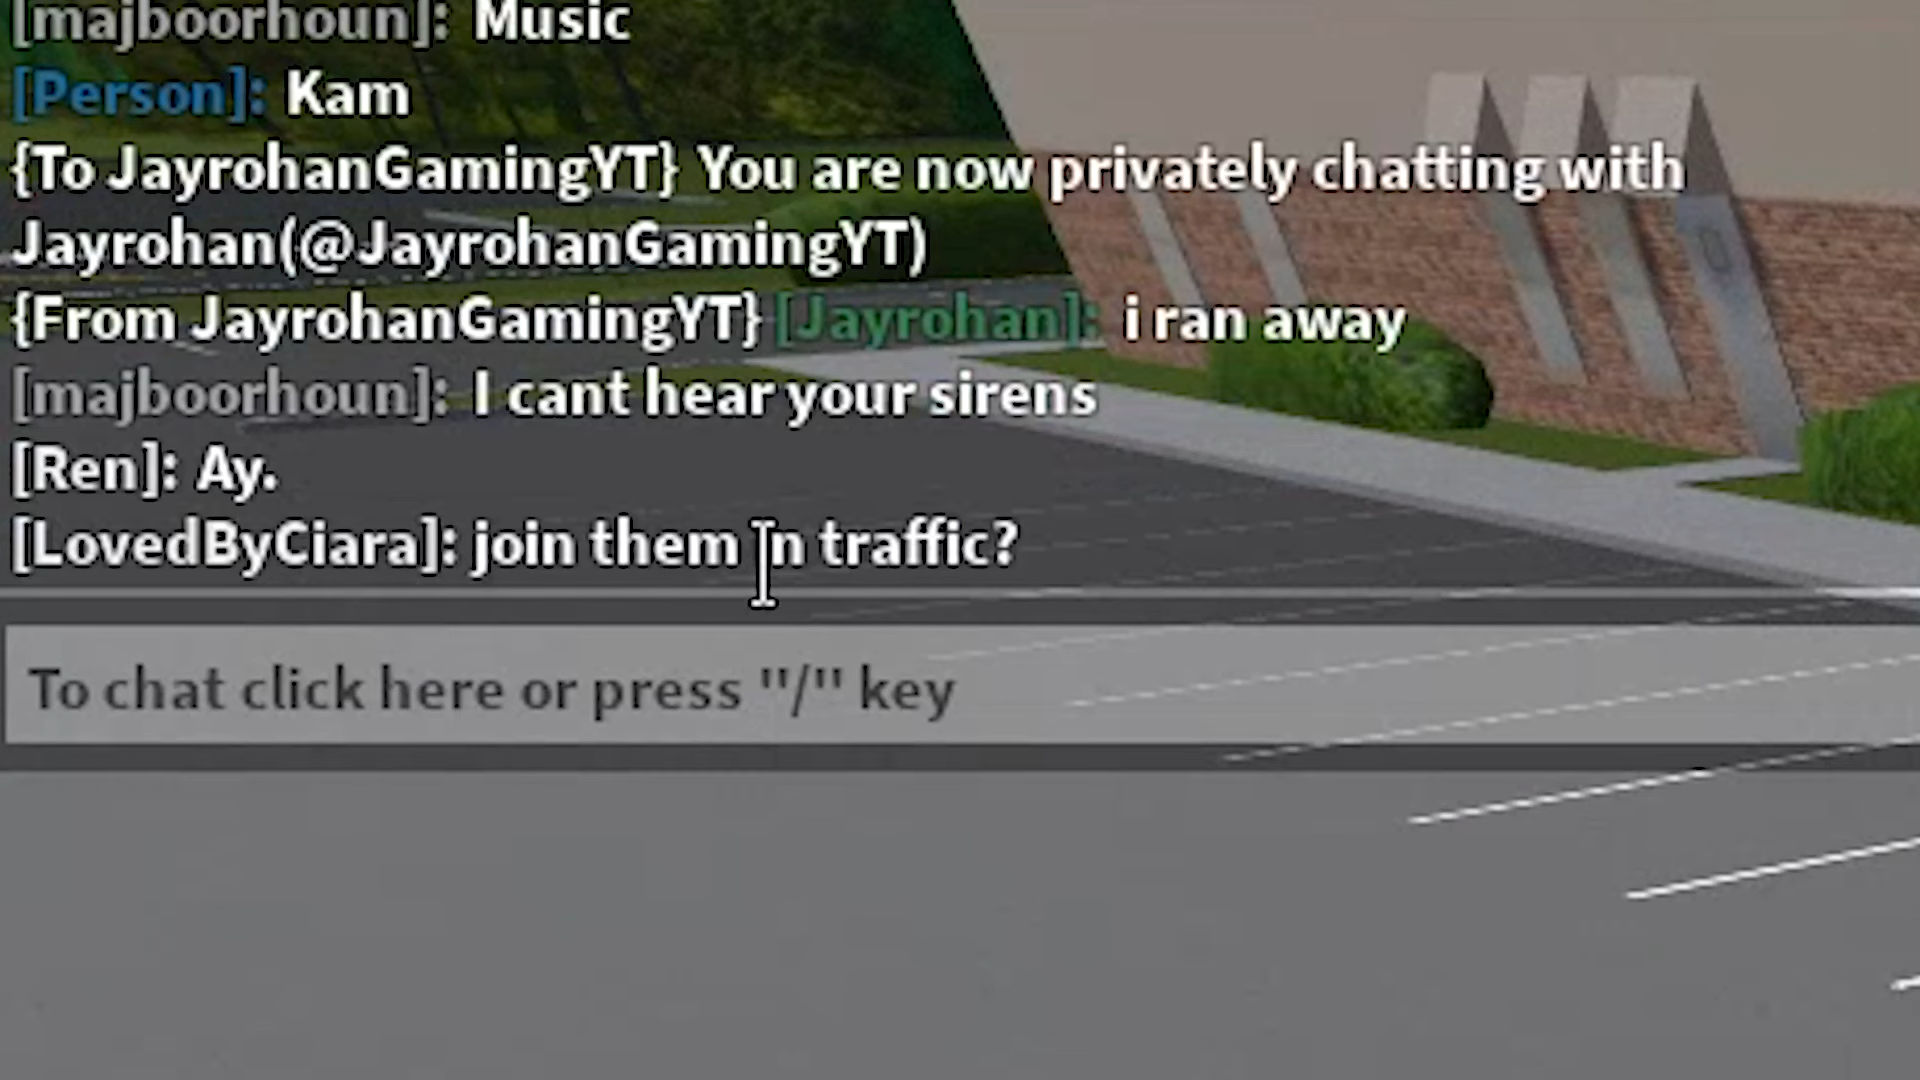 [majboorhoun]: Music
[Person]: Kam
{To JayrohanGamingYT} You are now privately chatting with
Jayrohan(@JayrohanGamingYT)
{From JayrohanGamingYT} [Jayrohan]: i ran away
[majboorhoun]: I cant hear your sirens
[Ren]: Ay.
[LovedByCiara]: join them in traffic?
To chat click here or press "/" key